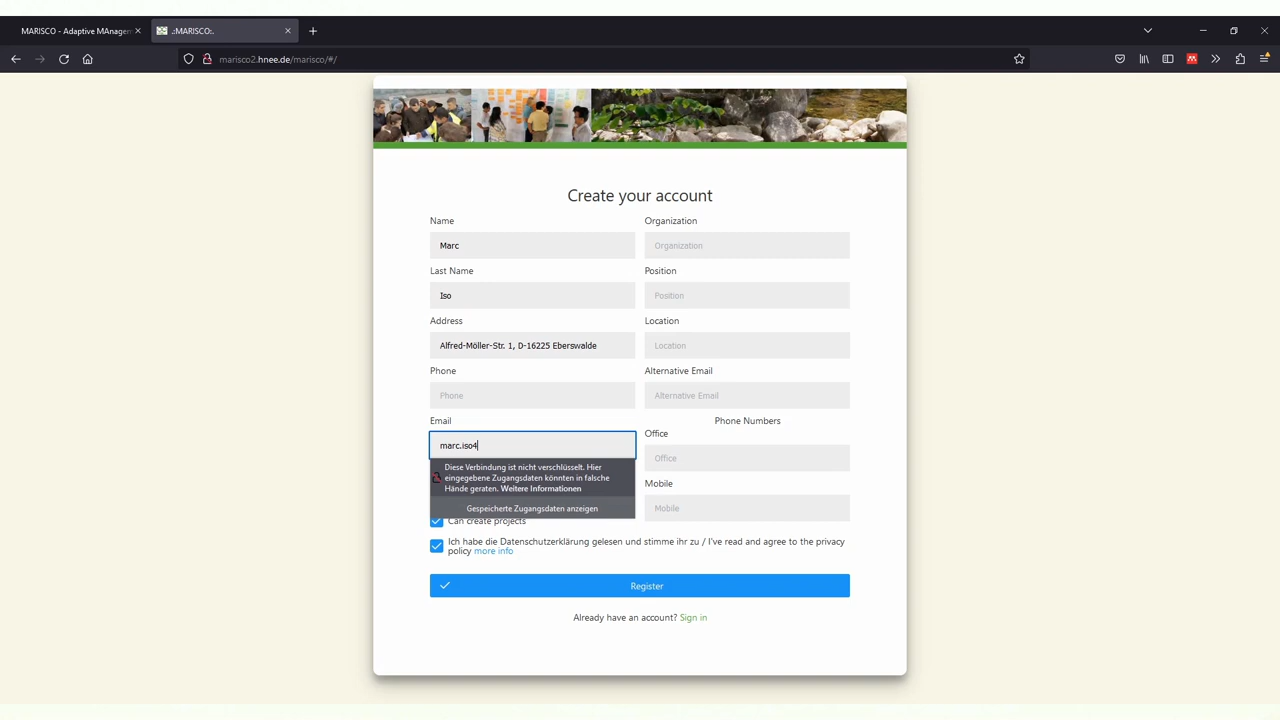 MARISCO - Adaptive MAnagem
.:MARISCO:.
marisco2.hnee.de/marisco/#/
Create your account
Name
Organization
Marc
Organization
Last Name
Position
Iso
Position
Address
Location
Alfred-Möller-Str. 1, D-16225 Eberswalde
Location
Phone
Alternative Email
Phone
Alternative Email
Email
Phone Numbers
marc.iso4
Office
Office
Diese Verbindung ist nicht verschlüsselt. Hier
eingegebene Zugangsdaten könnten in falsche
Hände geraten. Weitere Informationen
Gespeicherte Zugangsdaten anzeigen
Mobile
Mobile
Can create projects
Ich habe die Datenschutzerklärung gelesen und stimme ihr zu / I've read and agree to the privacy
policy more info
Register
Already have an account? Sign in